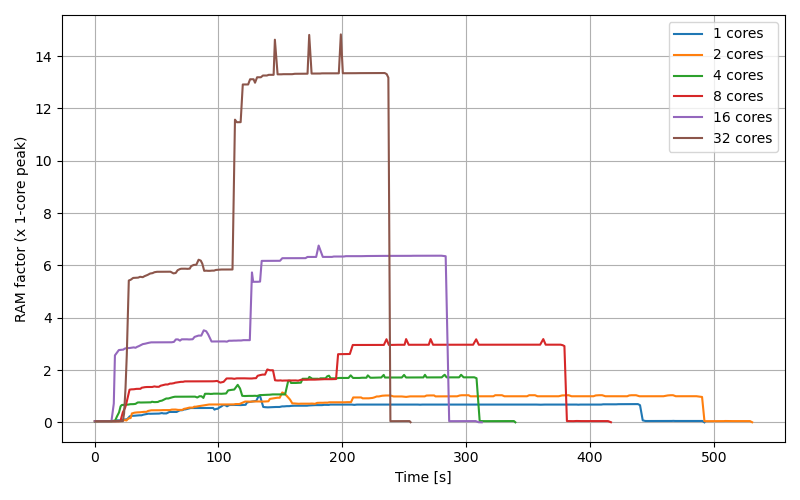 14
12
10
8
6
4
2
0
RAM factor (x 1-core peak)
0
100
200
300
400
500
Time [s]
1 cores
2 cores
4 cores
8 cores
16 cores
32 cores